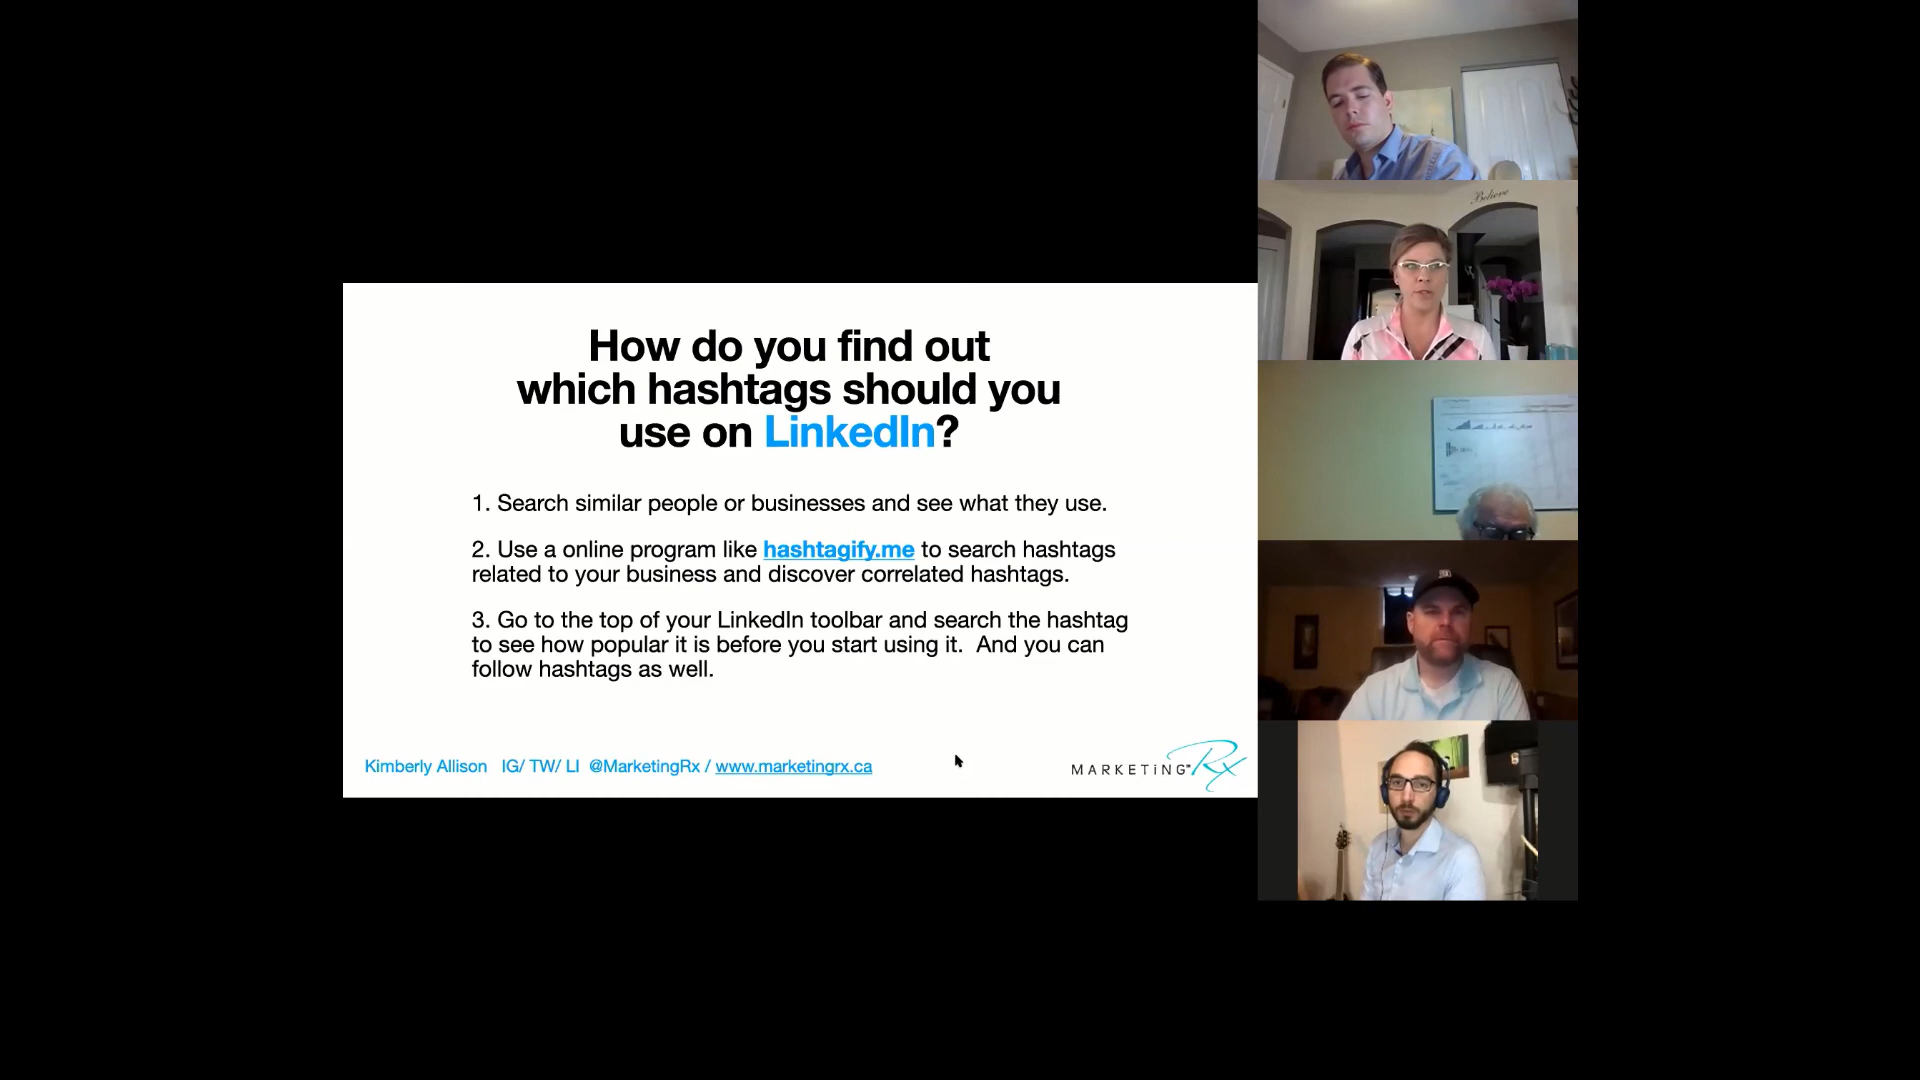 How do you find out
which hashtags should you
use on LinkedIn?
1. Search similar people or businesses and see what they use.
2. Use a online program like hashtagify.me to search hashtags
related to your business and discover correlated hashtags.
3. Go to the top of your LinkedIn toolbar and search the hashtag
to see how popular it is before you start using it. And you can
follow hashtags as well.
Kimberly Allison IG/ TW/ LI @MarketingRx / www.marketingrx.ca
MARKETiNG Rx
Believe